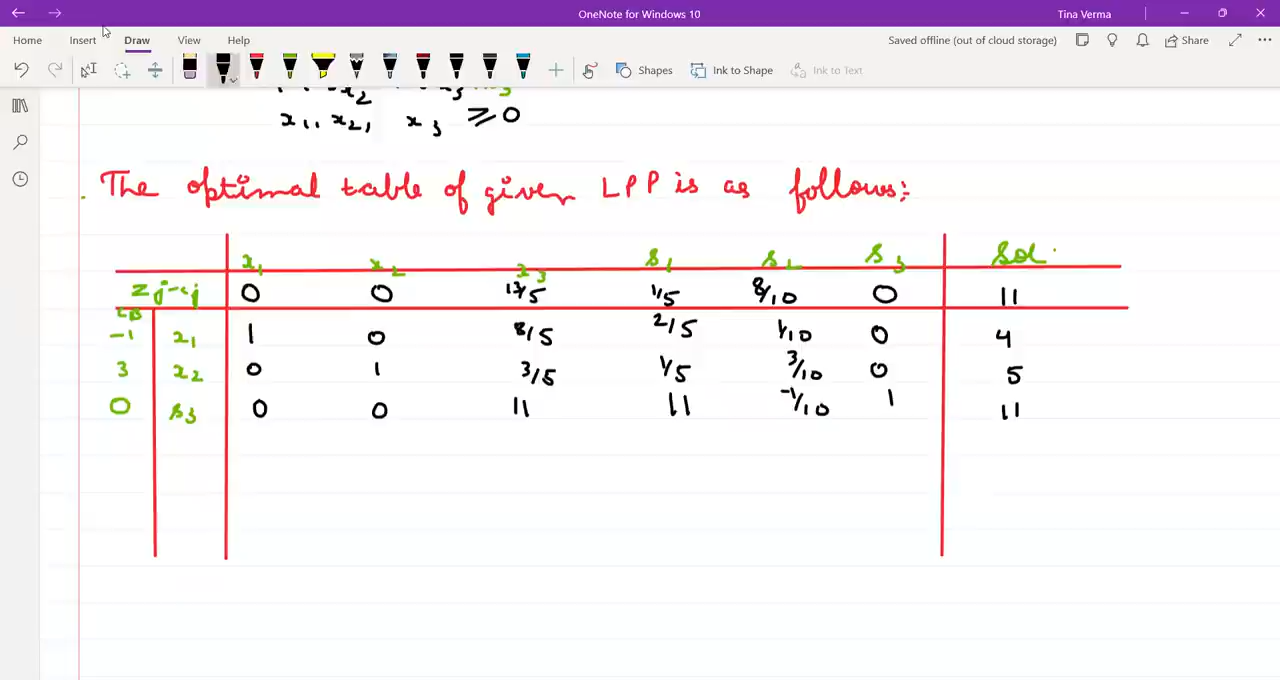 OneNote for Windows 10
Tina Verma
Home Insert Draw View Help
Saved offline (out of cloud storage) Share
Shapes Ink to Shape Ink to Text
x₁, x₂, x₃ ≥ 0
The optimal table of given LPP is as follows:
x₁ x₂ x₃ s₁ s₂ s₃ Sol
zj-cj 0 0 12/5 1/5 8/10 0 11
CB
-1 x₁ 1 0 8/5 2/5 1/10 0 4
3 x₂ 0 1 3/5 1/5 3/10 0 5
0 s₃ 0 0 11 11 -1/10 1 11